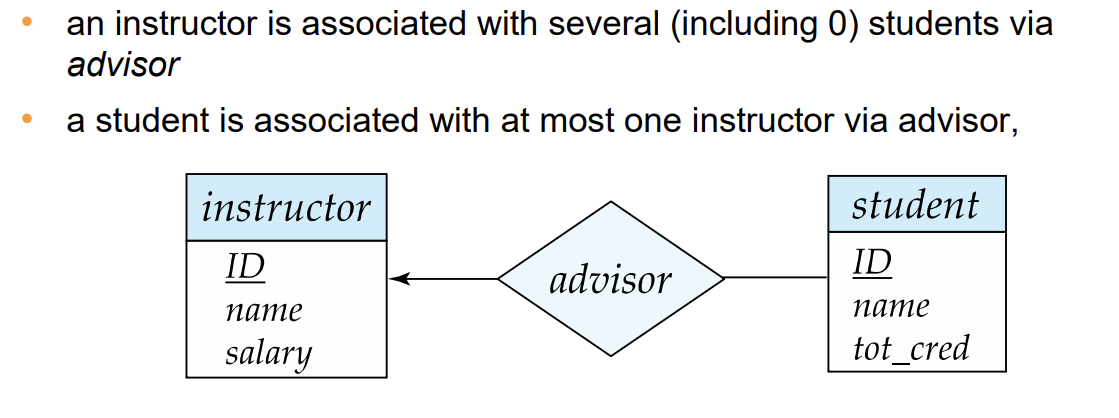 • an instructor is associated with several (including 0) students via
advisor
• a student is associated with at most one instructor via advisor,
instructor
ID
name
salary
advisor
student
ID
name
tot_cred